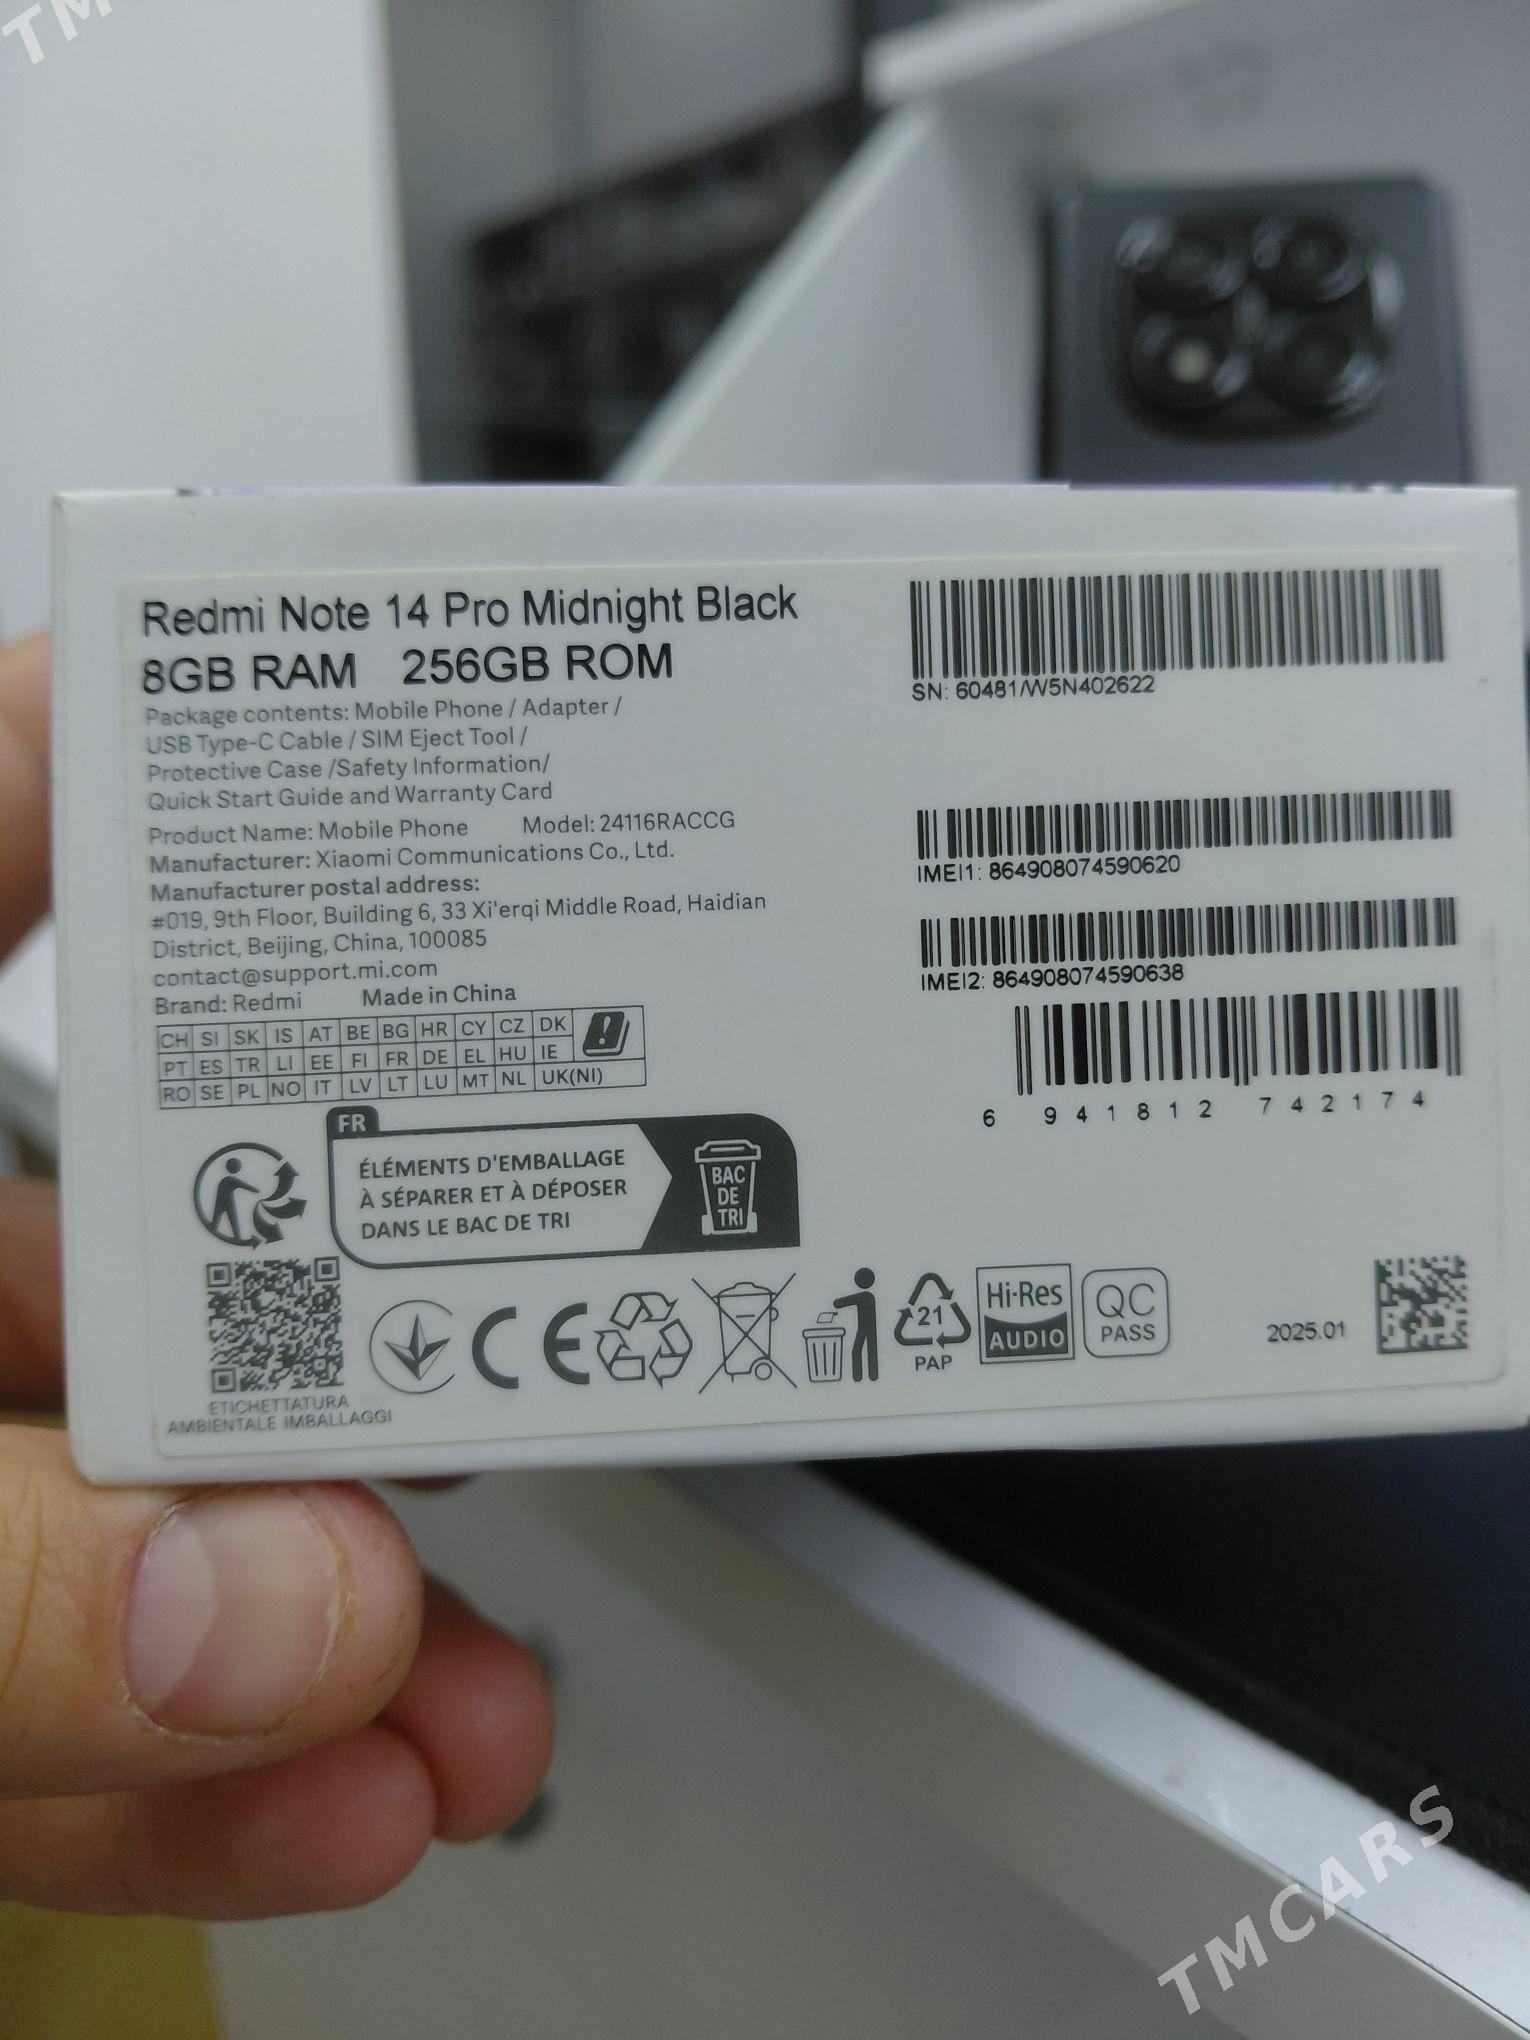 TM
Redmi Note 14 Pro Midnight Black
8GB RAM 256GB ROM
Package contents: Mobile Phone / Adapter /
USB Type-C Cable / SIM Eject Tool /
Protective Case /Safety Information/
Quick Start Guide and Warranty Card
Product Name: Mobile Phone Model: 24116RACCG
Manufacturer: Xiaomi Communications Co., Ltd.
Manufacturer postal address:
#019, 9th Floor, Building 6, 33 Xi'erqi Middle Road, Haidian
District, Beijing, China, 100085
contact@support.mi.com
Brand: Redmi Made in China
CH SI SK IS AT BE BG HR CY CZ DK
PT ES TR LI EE FI FR DE EL HU IE
RO SE PL NO IT LV LT LU MT NL UK(NI)
SN: 60481/W5N402622
IMEI1: 864908074590620
IMEI2: 864908074590638
6 941812 742174
FR
ÉLÉMENTS D'EMBALLAGE
À SÉPARER ET À DÉPOSER
DANS LE BAC DE TRI
BAC
DE
TRI
ETICHETTATURA
AMBIENTALE IMBALLAGGI
CE
21
PAP
Hi-Res
AUDIO
QC
PASS
2025.01
TMCARS